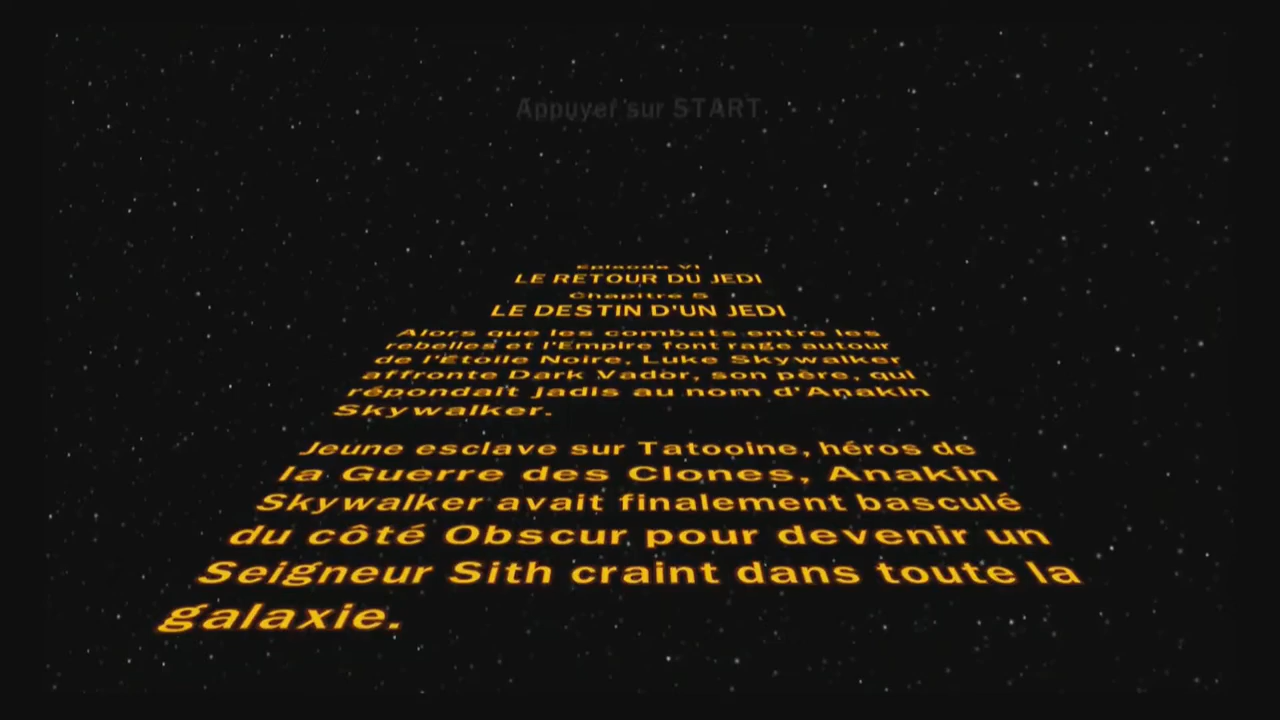 Appuyer sur START
Episode VI
LE RETOUR DU JEDI
Chapitre 5
LE DESTIN D'UN JEDI
Alors que les combats entre les
rebelles et l'Empire font rage autour
de l'Étoile Noire, Luke Skywalker
affronte Dark Vador, son père, qui
répondait jadis au nom d'Anakin
Skywalker.
Jeune esclave sur Tatooine, héros de
la Guerre des Clones, Anakin
Skywalker avait finalement basculé
du côté Obscur pour devenir un
Seigneur Sith craint dans toute la
galaxie.